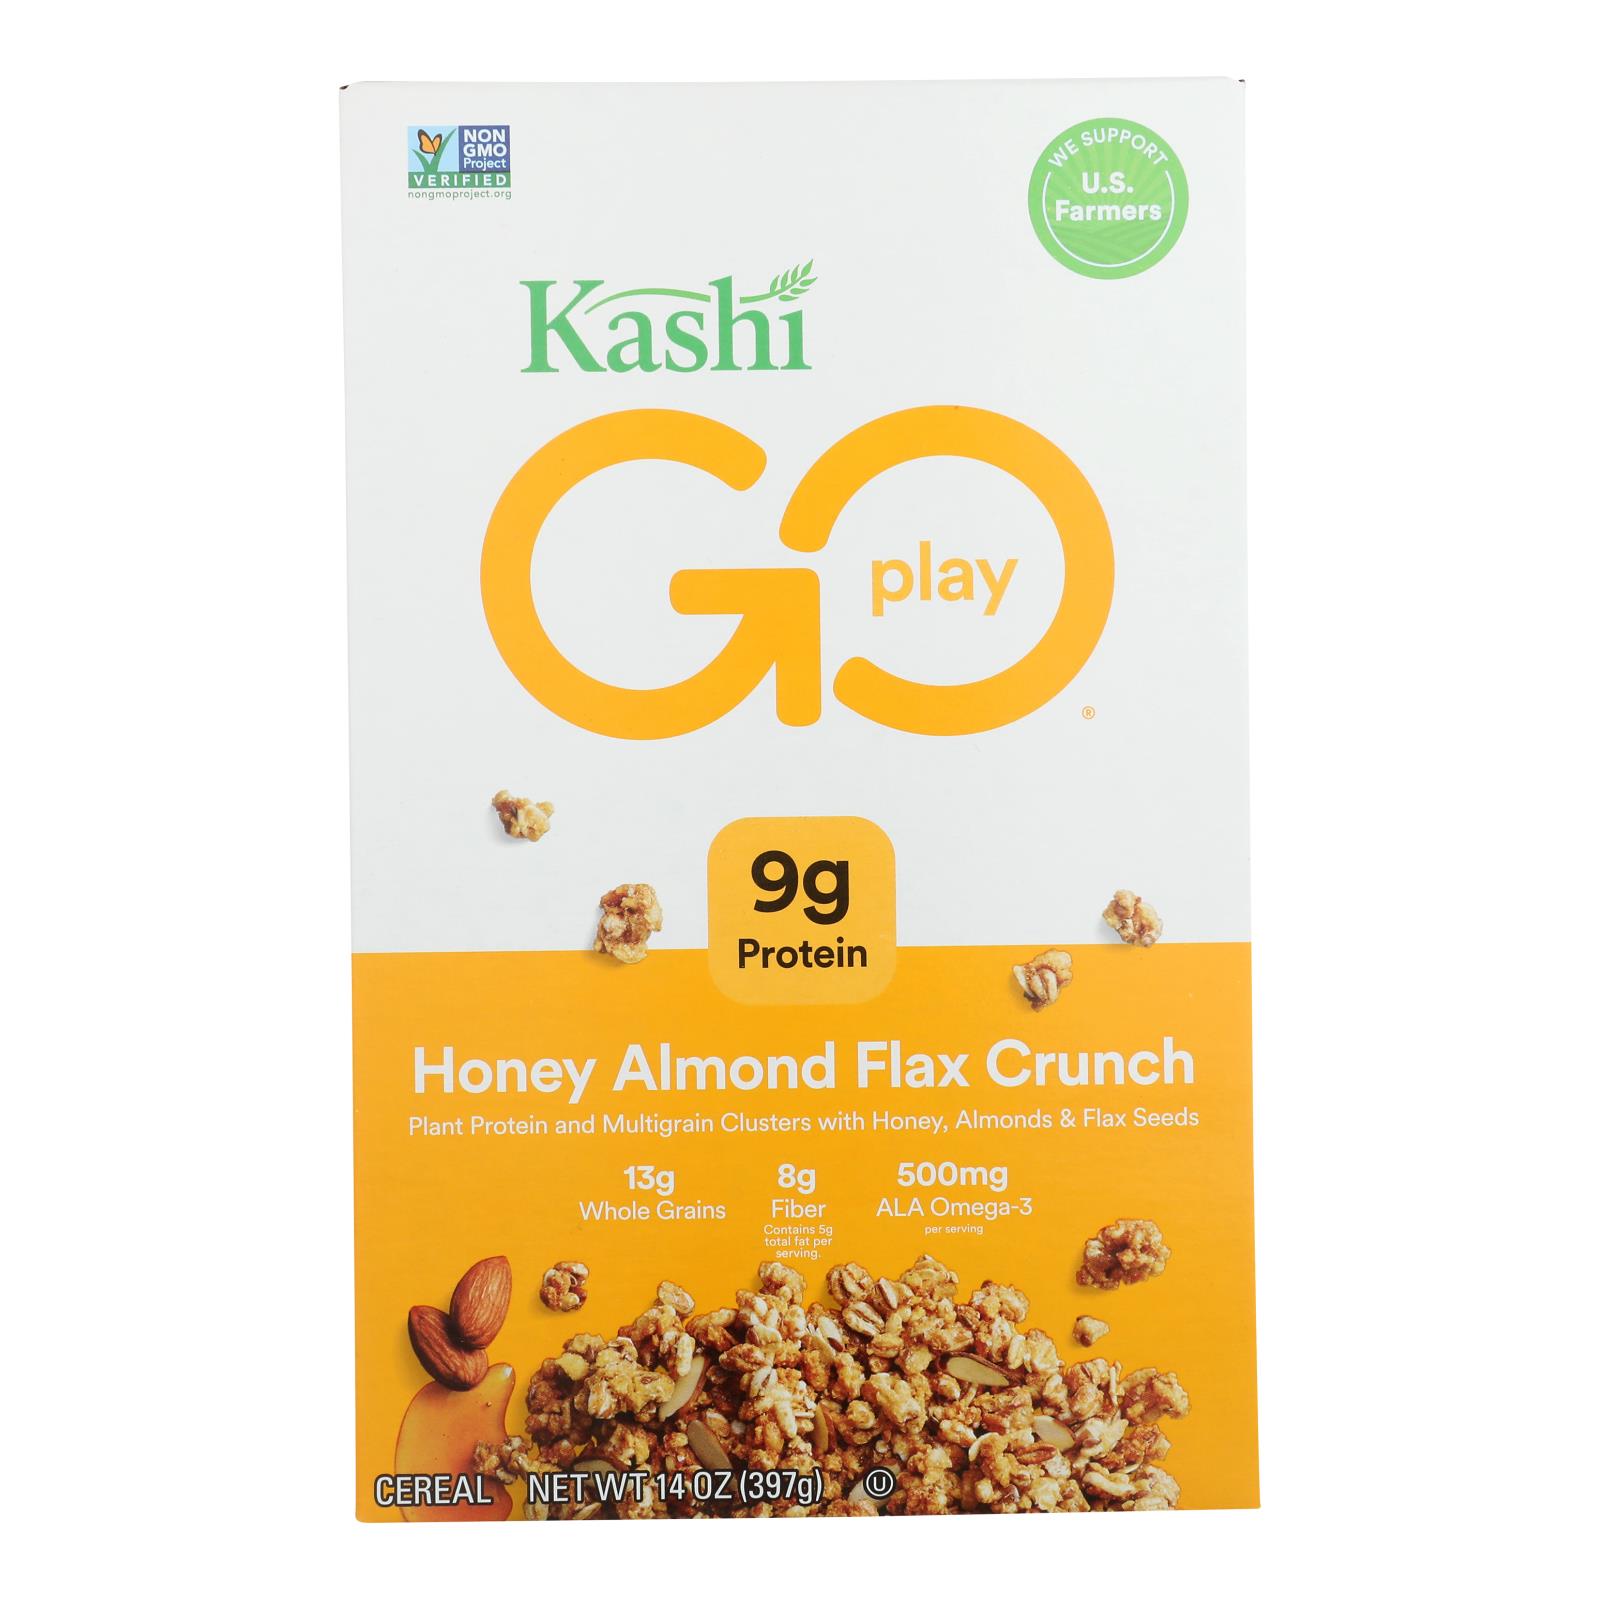 NON
GMO
Project
VERIFIED
nongmoproject.org
WE SUPPORT
U.S.
Farmers
Kashi
GO
play
®
9g
Protein
Honey Almond Flax Crunch
Plant Protein and Multigrain Clusters with Honey, Almonds & Flax Seeds
13g
Whole Grains
8g
Fiber
Contains 5g
total fat per
serving.
500mg
ALA Omega-3
per serving
CEREAL NET WT 14 OZ (397g) U